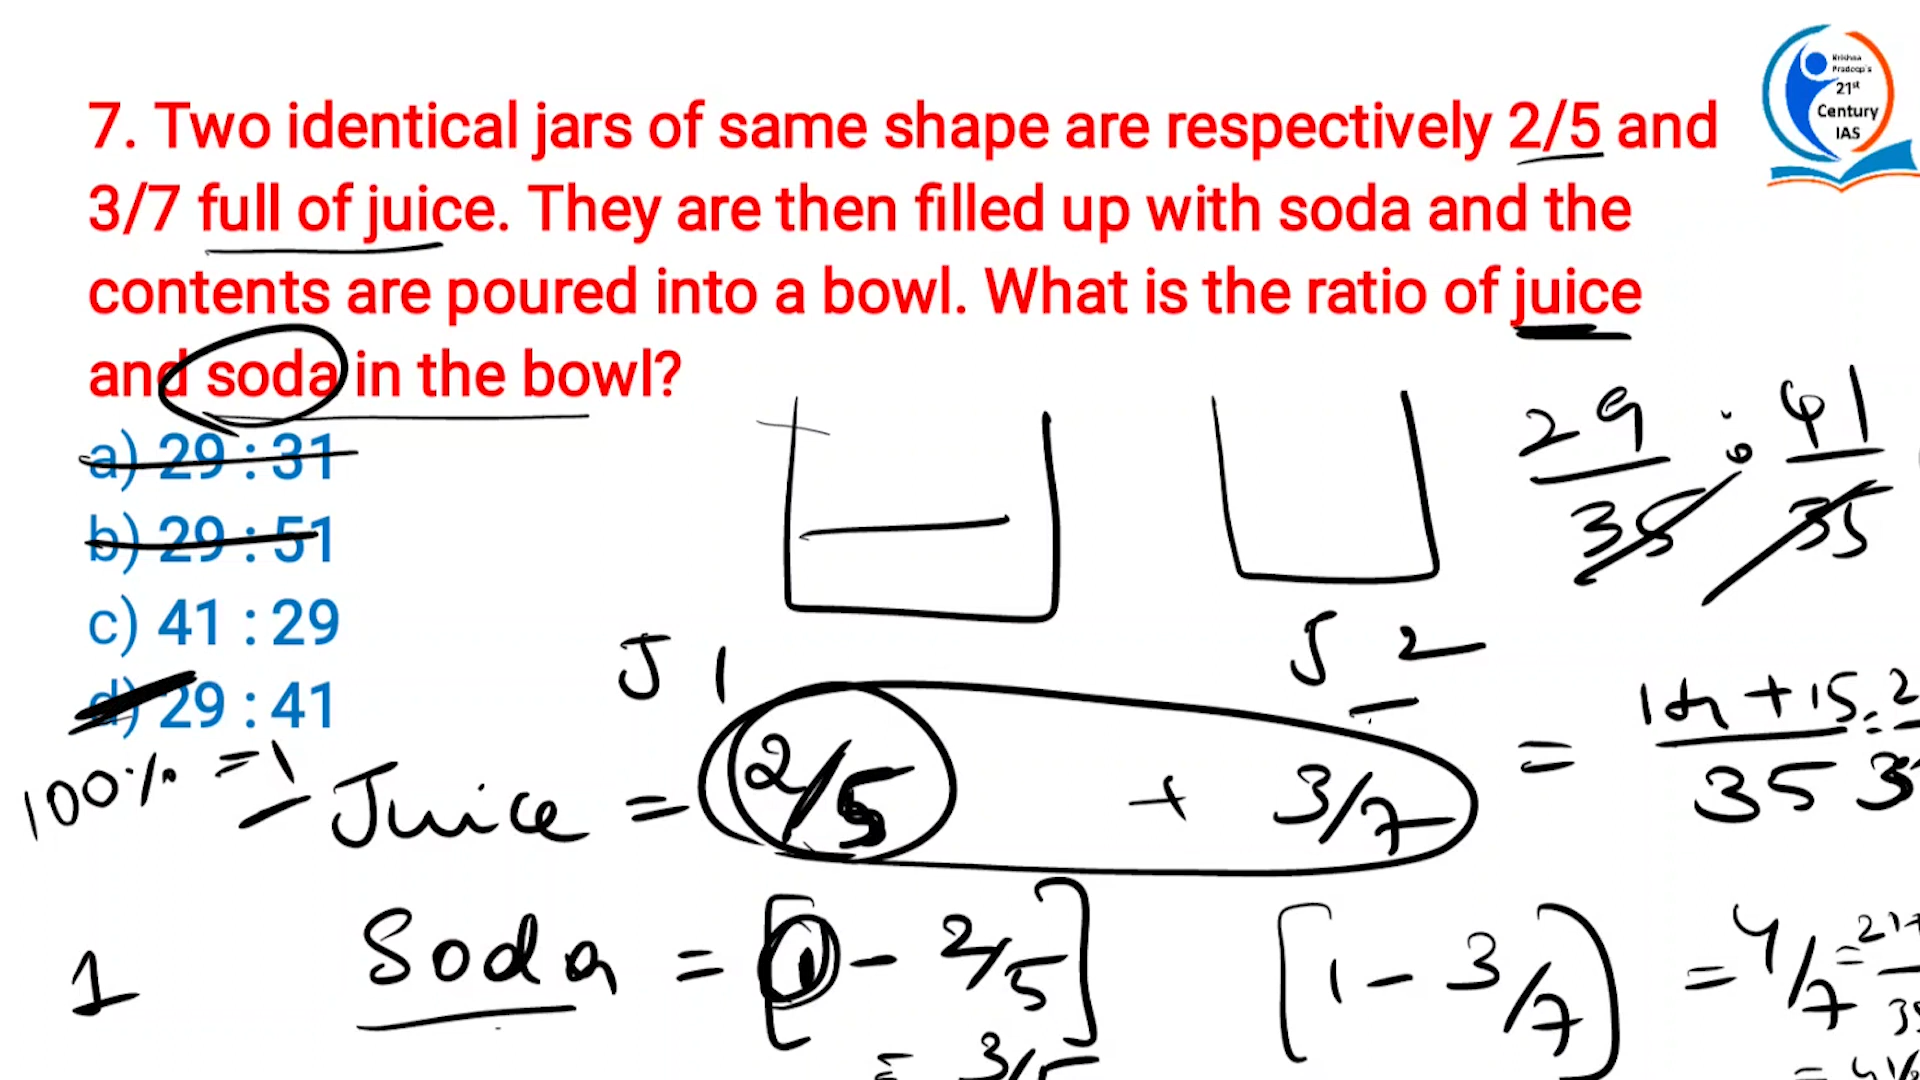 Krishna
Pradeep's
21st
Century
IAS
7. Two identical jars of same shape are respectively 2/5 and
3/7 full of juice. They are then filled up with soda and the
contents are poured into a bowl. What is the ratio of juice
and soda in the bowl?
a) 29 : 31
b) 29 : 51
c) 41 : 29
d) 29 : 41
29/35 : 41/35
J 1
J 2
100% = 1
Juice = 2/5 + 3/7 = 14 + 15 / 35 =
1
Soda = [1 - 2/5] [1 - 3/7] = 4/7 =
= 3/5